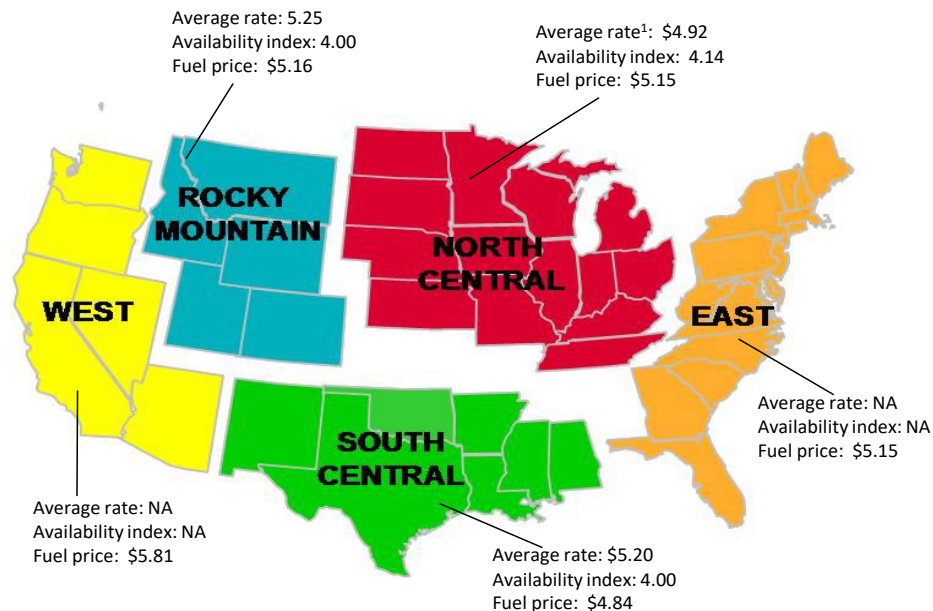 Average rate: 5.25
Availability index: 4.00
Fuel price: $5.16
Average rate¹: $4.92
Availability index: 4.14
Fuel price: $5.15
ROCKY
MOUNTAIN
NORTH
CENTRAL
WEST
EAST
SOUTH
CENTRAL
Average rate: NA
Availability index: NA
Fuel price: $5.15
Average rate: NA
Availability index: NA
Fuel price: $5.81
Average rate: $5.20
Availability index: 4.00
Fuel price: $4.84